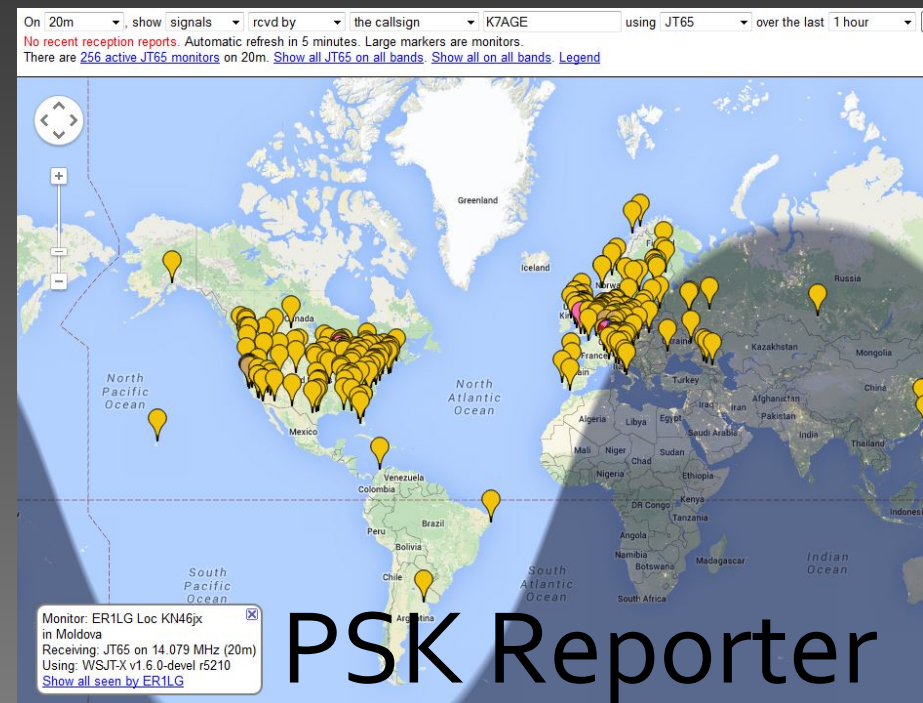 On 20m , show signals rcvd by the callsign K7AGE using JT65 over the last 1 hour
No recent reception reports. Automatic refresh in 5 minutes. Large markers are monitors.
There are 256 active JT65 monitors on 20m. Show all JT65 on all bands. Show all on all bands. Legend
Greenland
Iceland
Russia
Kazakhstan
Mongolia
North
Pacific
Ocean
North
Atlantic
Ocean
France
Turkey
China
Afghanistan
Iraq
Iran
Pakistan
Algeria
Libya
Egypt
Saudi Arabia
India
Thailand
Mexico
Mali
Niger
Chad
Sudan
Nigeria
Ethiopia
Venezuela
Colombia
DR Congo
Kenya
Tanzania
Peru
Brazil
Bolivia
Angola
Namibia
Botswana
Madagascar
Indian
Ocean
South
Pacific
Ocean
Chile
South
Atlantic
Ocean
South Africa
Argentina
Monitor: ER1LG Loc KN46jx
in Moldova
Receiving: JT65 on 14.079 MHz (20m)
Using: WSJT-X v1.6.0-devel r5210
Show all seen by ER1LG
PSK Reporter